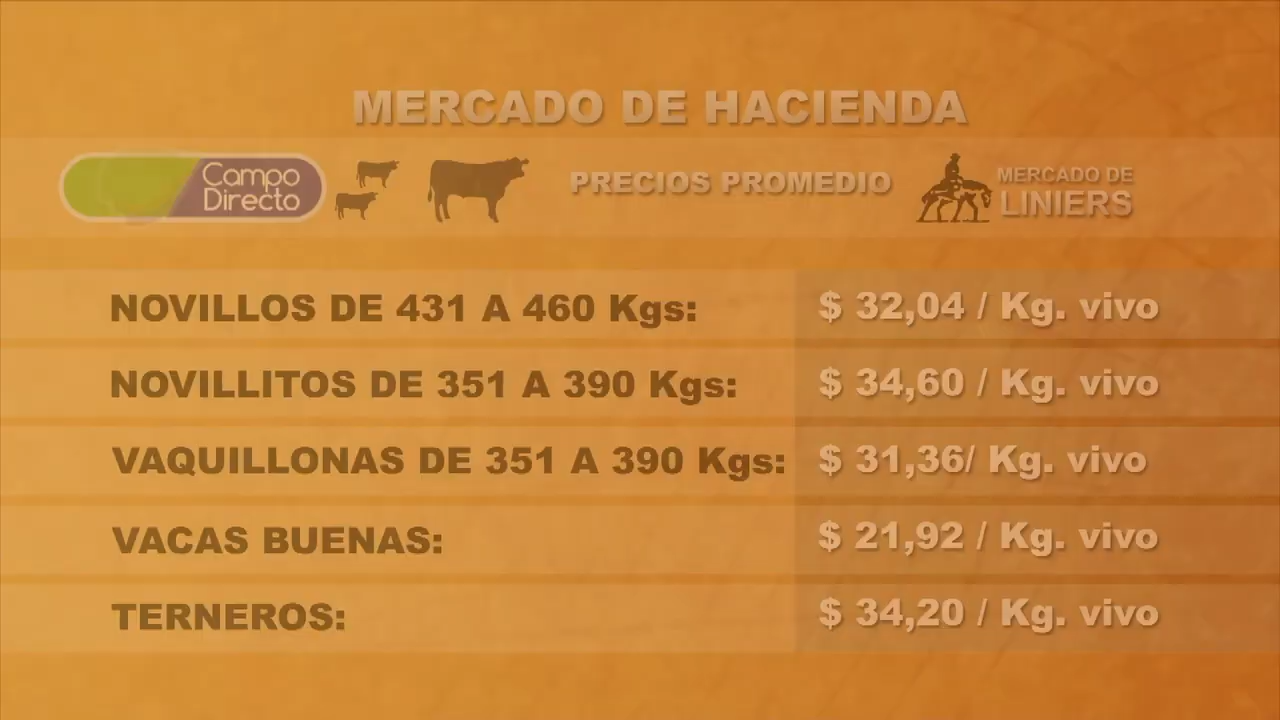 MERCADO DE HACIENDA
Campo
Directo
PRECIOS PROMEDIO
MERCADO DE
LINIERS
NOVILLOS DE 431 A 460 Kgs: $ 32,04 / Kg. vivo
NOVILLITOS DE 351 A 390 Kgs: $ 34,60 / Kg. vivo
VAQUILLONAS DE 351 A 390 Kgs: $ 31,36/ Kg. vivo
VACAS BUENAS: $ 21,92 / Kg. vivo
TERNEROS: $ 34,20 / Kg. vivo